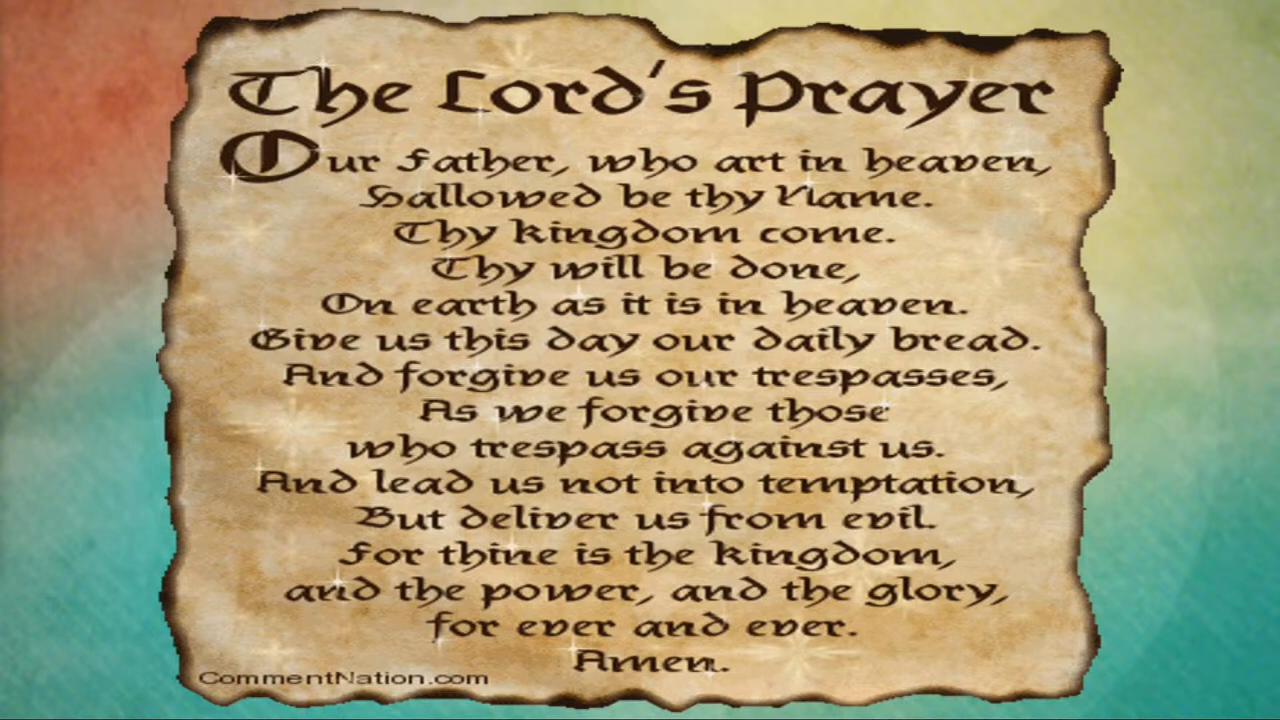 The Lord's Prayer
Our Father, who art in heaven,
Hallowed be thy Name.
Thy kingdom come.
Thy will be done,
On earth as it is in heaven.
Give us this day our daily bread.
And forgive us our trespasses,
As we forgive those
who trespass against us.
And lead us not into temptation,
But deliver us from evil.
For thine is the kingdom,
and the power, and the glory,
for ever and ever.
Amen.
CommentNation.com